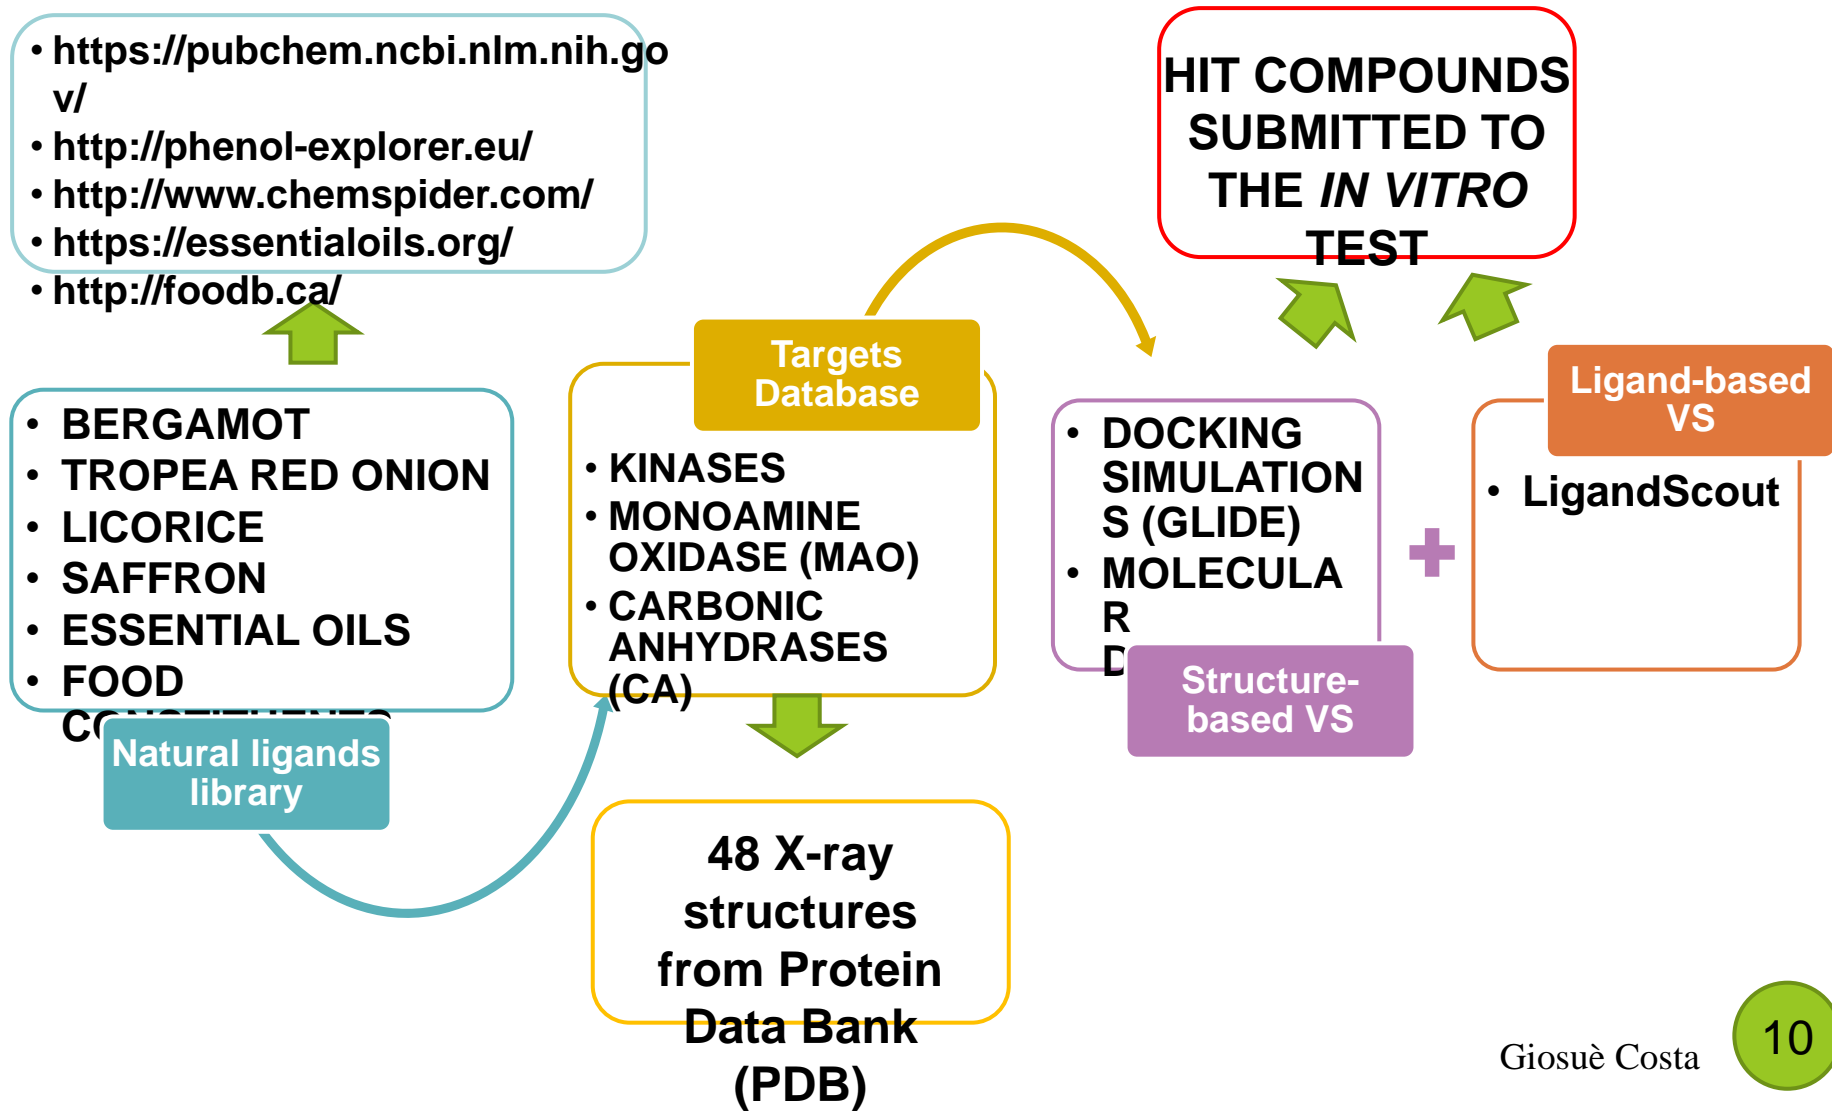 • https://pubchem.ncbi.nlm.nih.go
v/
• http://phenol-explorer.eu/
• http://www.chemspider.com/
• https://essentialoils.org/
• http://foodb.ca/
HIT COMPOUNDS
SUBMITTED TO
THE IN VITRO
TEST
• BERGAMOT
• TROPEA RED ONION
• LICORICE
• SAFFRON
• ESSENTIAL OILS
• FOOD
CONSTITUENTS
Natural ligands
library
Targets
Database
• KINASES
• MONOAMINE
OXIDASE (MAO)
• CARBONIC
ANHYDRASES
(CA)
48 X-ray
structures
from Protein
Data Bank
(PDB)
• DOCKING
SIMULATION
S (GLIDE)
• MOLECULA
R
Structure-
based VS
Ligand-based
VS
• LigandScout
Giosuè Costa
10